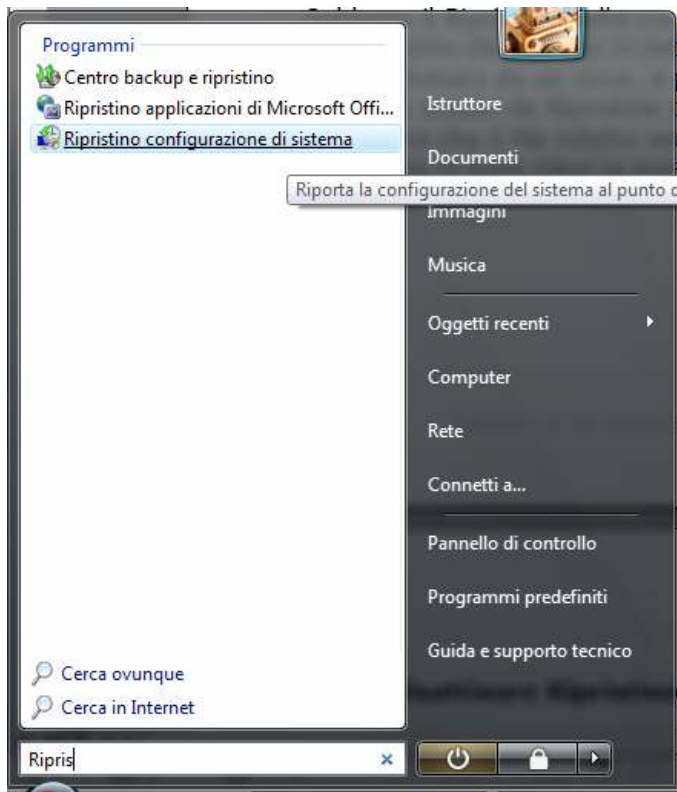 Programmi
Centro backup e ripristino
Ripristino applicazioni di Microsoft Offi...
Ripristino configurazione di sistema
Riporta la configurazione del sistema al punto
Istruttore
Documenti
Immagini
Musica
Oggetti recenti
Computer
Rete
Connetti a...
Pannello di controllo
Programmi predefiniti
Guida e supporto tecnico
Cerca ovunque
Cerca in Internet
Ripris